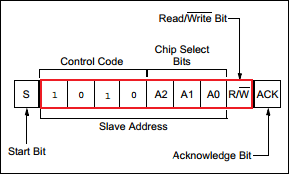 Read/Write Bit
Control Code
Chip Select
Bits
S 1 0 1 0 A2 A1 A0 R/W ACK
Slave Address
Start Bit
Acknowledge Bit